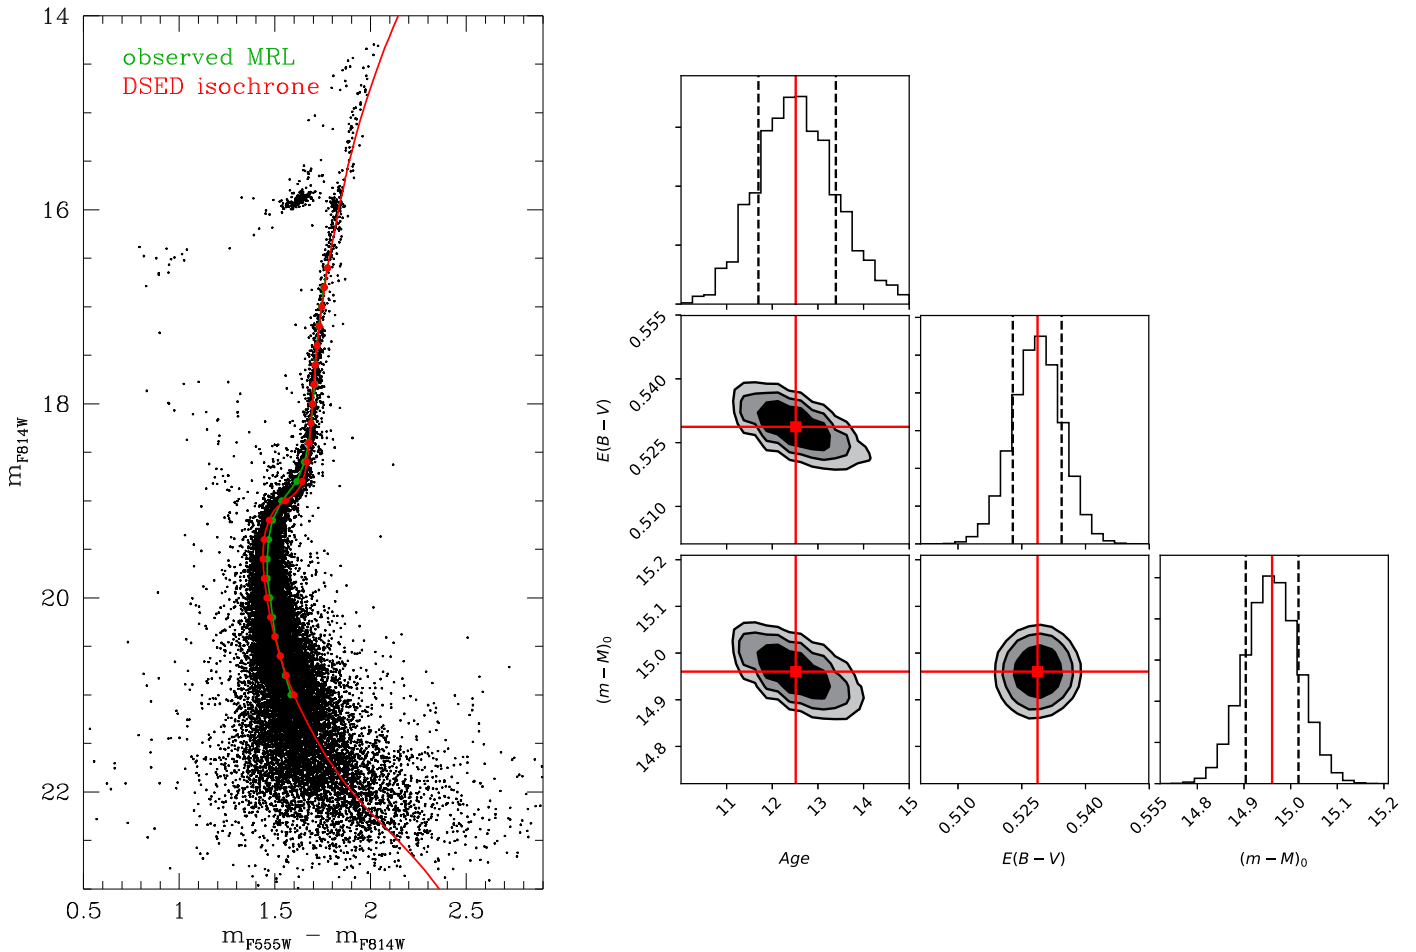 observed MRL
DSED isochrone
14
16
18
20
22
m_F814W
0.5 1 1.5 2 2.5
m_F555W − m_F814W
0.555
0.540
0.525
0.510
E(B − V)
15.2
15.1
15.0
14.9
14.8
(m − M)₀
11 12 13 14 15
Age
0.510 0.525 0.540 0.555
E(B − V)
14.8 14.9 15.0 15.1 15.2
(m − M)₀